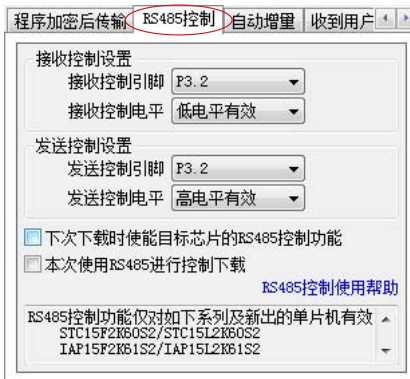 程序加密后传输 RS485控制 自动增量 收到用户
接收控制设置
接收控制引脚 P3.2
接收控制电平 低电平有效
发送控制设置
发送控制引脚 P3.2
发送控制电平 高电平有效
下次下载时使能目标芯片的RS485控制功能
本次使用RS485进行控制下载
RS485控制使用帮助
RS485控制功能仅对如下系列及新出的单片机有效
STC15F2K60S2/STC15L2K60S2
IAP15F2K61S2/IAP15L2K61S2